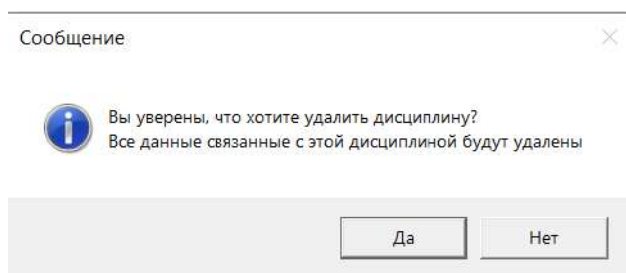 Сообщение
Вы уверены, что хотите удалить дисциплину?
Все данные связанные с этой дисциплиной будут удалены
Да
Нет